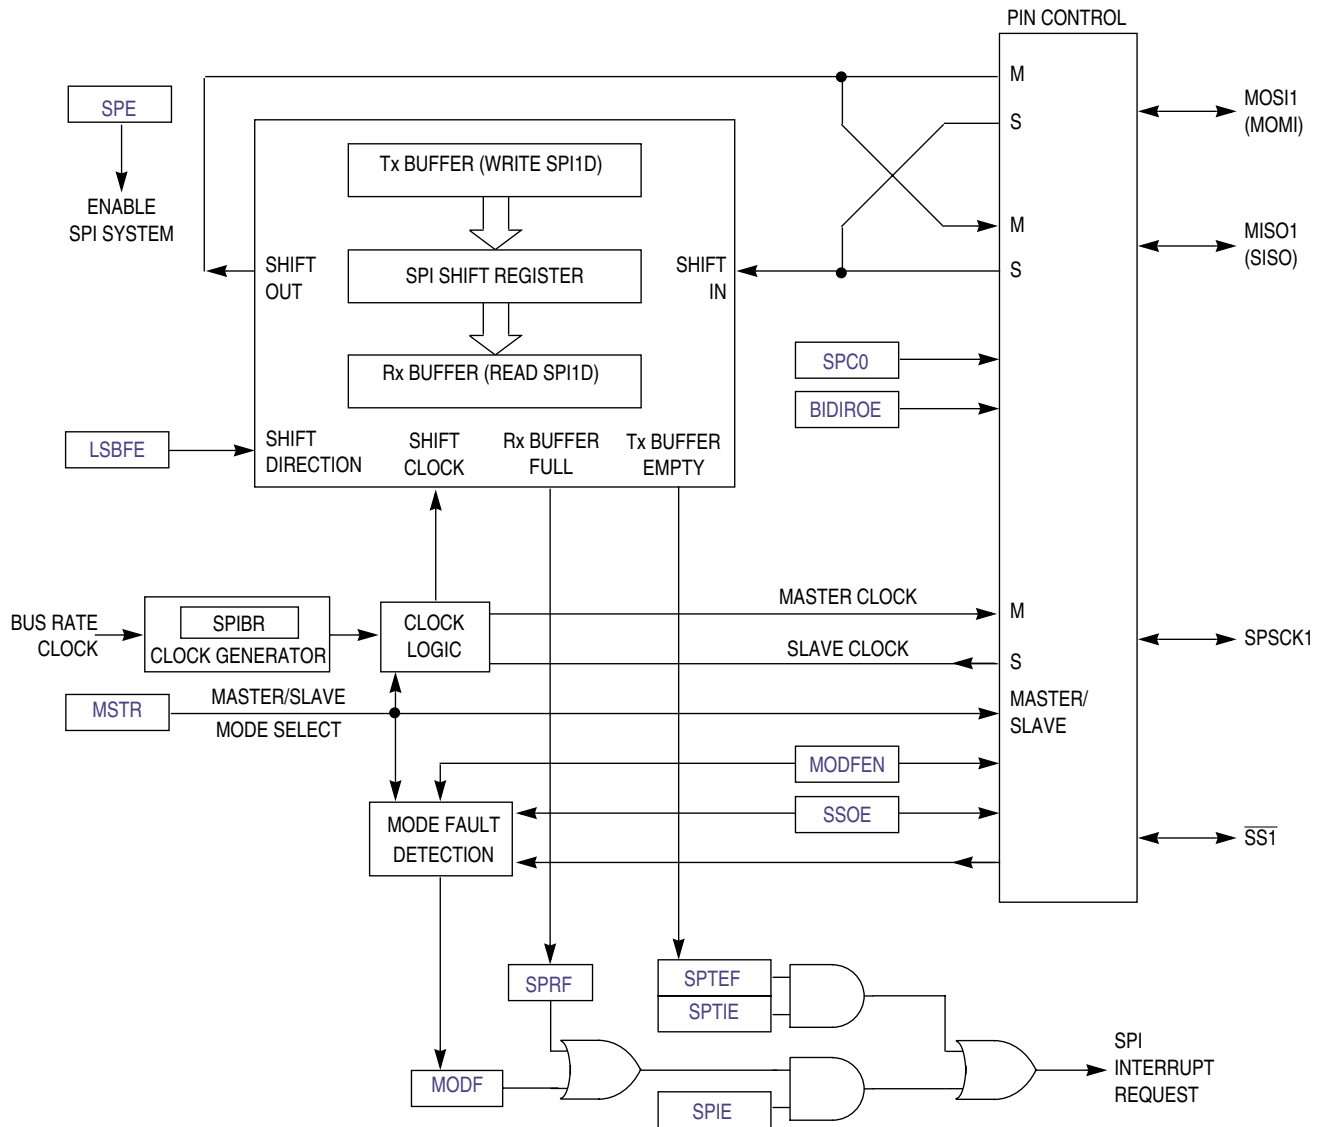 PIN CONTROL
SPE
ENABLE
SPI SYSTEM
Tx BUFFER (WRITE SPI1D)
SPI SHIFT REGISTER
Rx BUFFER (READ SPI1D)
SHIFT
OUT
SHIFT
IN
LSBFE
SHIFT
DIRECTION
SHIFT
CLOCK
Rx BUFFER
FULL
Tx BUFFER
EMPTY
M
S
M
S
MOSI1
(MOMI)
MISO1
(SISO)
SPC0
BIDIROE
BUS RATE
CLOCK
SPIBR
CLOCK GENERATOR
CLOCK
LOGIC
MASTER CLOCK
M
SLAVE CLOCK
S
SPSCK1
MSTR
MASTER/SLAVE
MODE SELECT
MASTER/
SLAVE
MODFEN
SSOE
MODE FAULT
DETECTION
SS1
SPRF
SPTEF
SPTIE
MODF
SPIE
SPI
INTERRUPT
REQUEST